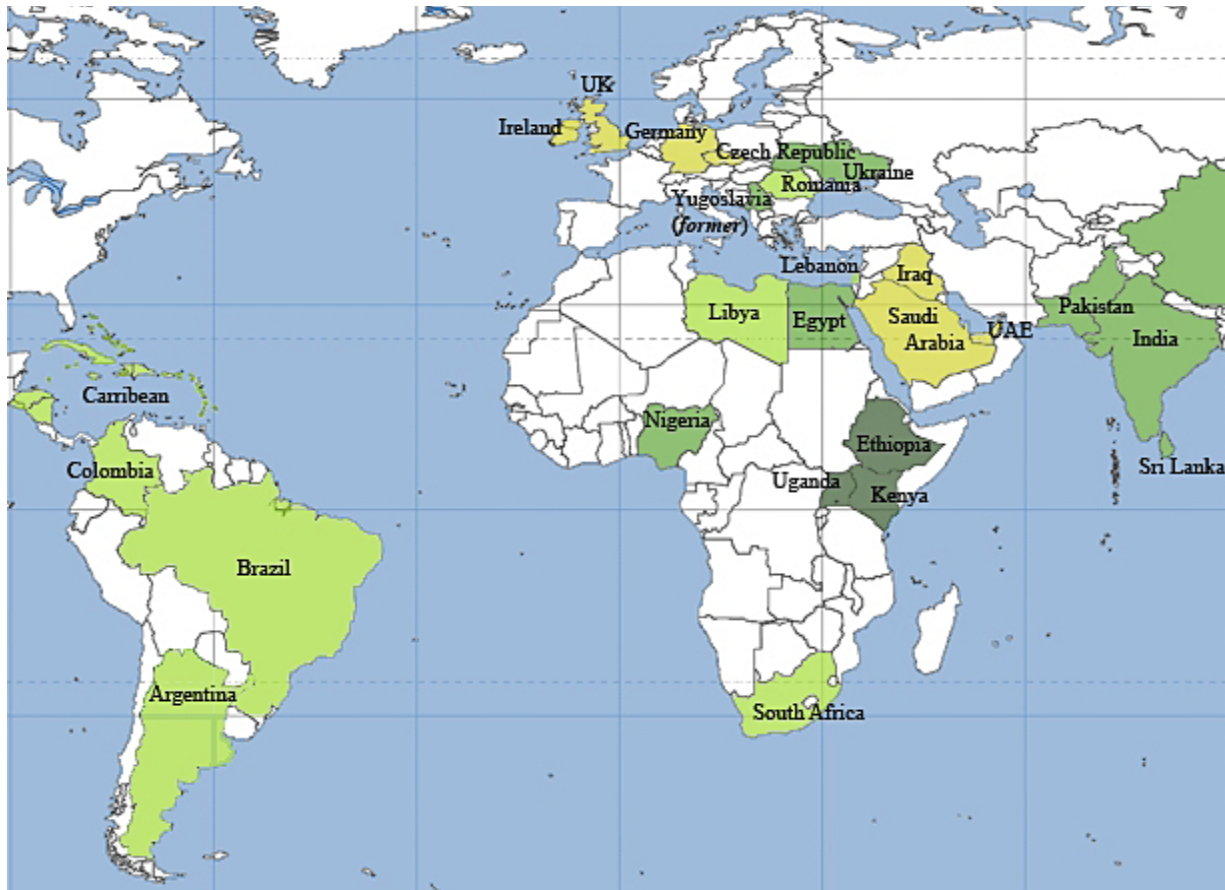 UK
Ireland
Germany
Czech Republic
Ukraine
Romania
Yugoslavia
(former)
Lebanon
Iraq
Libya
Egypt
Saudi
Arabia
UAE
Pakistan
India
Carribean
Nigeria
Ethiopia
Colombia
Sri Lanka
Uganda
Kenya
Brazil
Argentina
South Africa